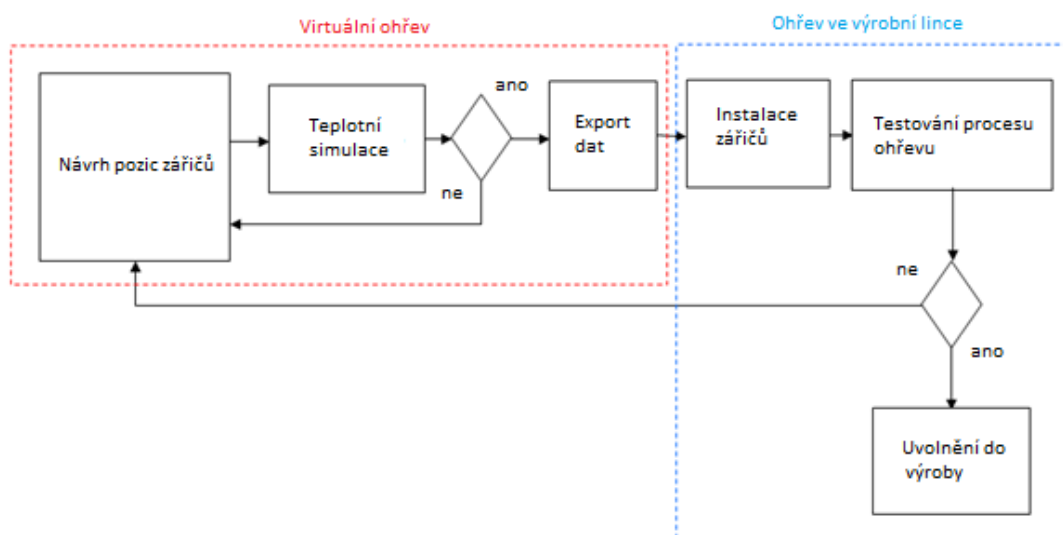 Virtuální ohřev
Ohřev ve výrobní lince
Návrh pozic zářičů
Teplotní
simulace
ano
ne
Export
dat
Instalace
zářičů
Testování procesu
ohřevu
ne
ano
Uvolnění do
výroby